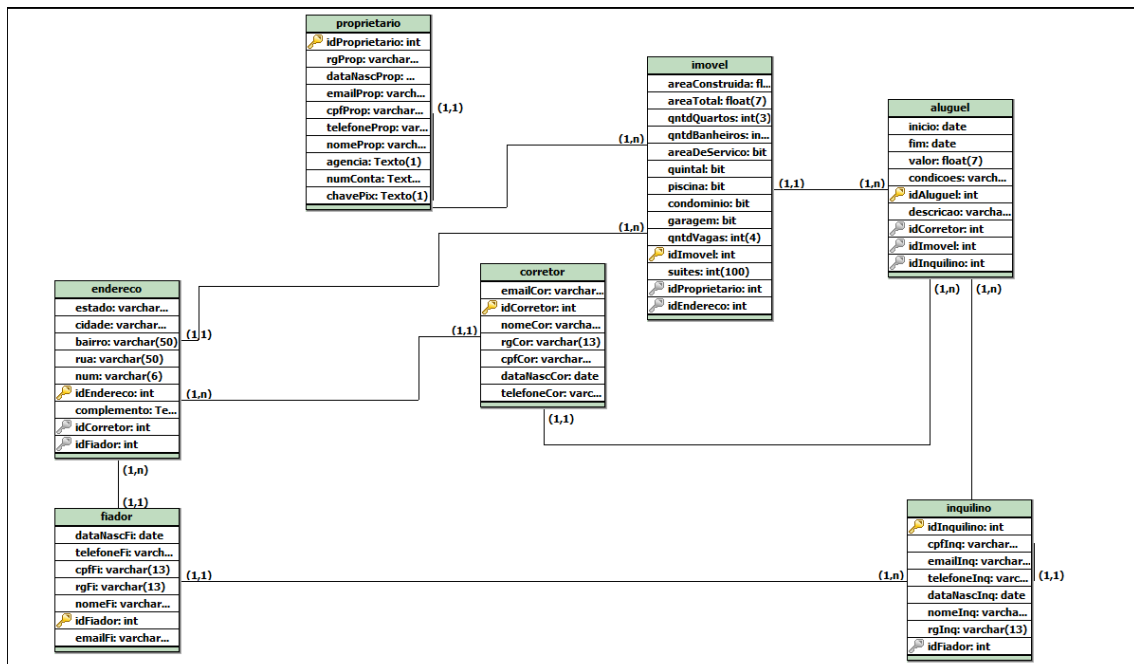 proprietario
idProprietario: int
rgProp: varchar...
dataNascProp: ...
emailProp: varch...
cpfProp: varchar...
telefoneProp: var...
nomeProp: varch...
agencia: Texto(1)
numConta: Text...
chavePix: Texto(1)
(1,1)
imovel
areaConstruida: fl...
areaTotal: float(7)
qntdQuartos: int(3)
qntdBanheiros: in...
areaDeServico: bit
quintal: bit
piscina: bit
condominio: bit
garagem: bit
qntdVagas: int(4)
idImovel: int
suites: int(100)
idProprietario: int
idEndereco: int
(1,n)
(1,n)
(1,1)
(1,n)
aluguel
inicio: date
fim: date
valor: float(7)
condicoes: varch...
idAluguel: int
descricao: varcha...
idCorretor: int
idImovel: int
idInquilino: int
(1,n)
(1,n)
endereco
estado: varchar...
cidade: varchar...
bairro: varchar(50)
rua: varchar(50)
num: varchar(6)
idEndereco: int
complemento: Te...
idCorretor: int
idFiador: int
(1,1)
(1,n)
(1,n)
corretor
emailCor: varchar...
idCorretor: int
nomeCor: varcha...
rgCor: varchar(13)
cpfCor: varchar...
dataNascCor: date
telefoneCor: varc...
(1,1)
(1,1)
(1,1)
fiador
dataNascFi: date
telefoneFi: varch...
cpfFi: varchar(13)
rgFi: varchar(13)
nomeFi: varchar...
idFiador: int
emailFi: varchar...
(1,1)
(1,n)
inquilino
idInquilino: int
cpfInq: varchar...
emailInq: varchar...
telefoneInq: varc...
dataNascInq: date
nomeInq: varcha...
rgInq: varchar(13)
idFiador: int
(1,1)